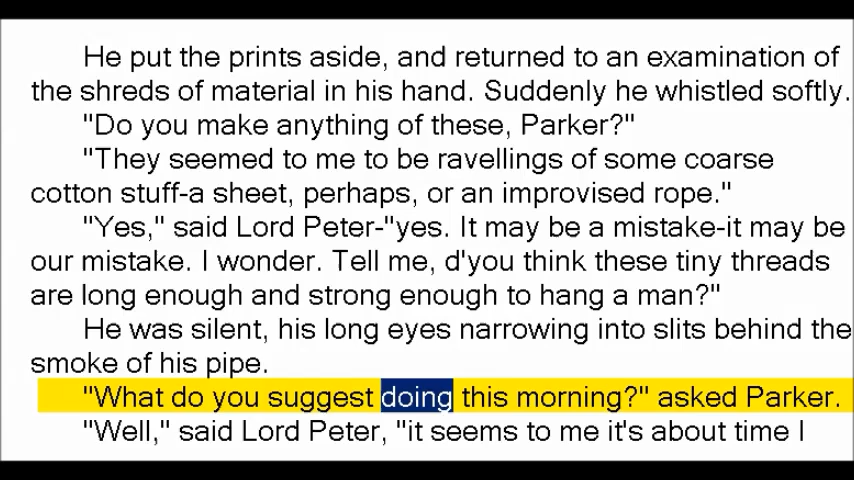 He put the prints aside, and returned to an examination of
the shreds of material in his hand. Suddenly he whistled softly.
"Do you make anything of these, Parker?"
"They seemed to me to be ravellings of some coarse
cotton stuff-a sheet, perhaps, or an improvised rope."
"Yes," said Lord Peter-"yes. It may be a mistake-it may be
our mistake. I wonder. Tell me, d'you think these tiny threads
are long enough and strong enough to hang a man?"
He was silent, his long eyes narrowing into slits behind the
smoke of his pipe.
"What do you suggest doing this morning?" asked Parker.
"Well," said Lord Peter, "it seems to me it's about time I